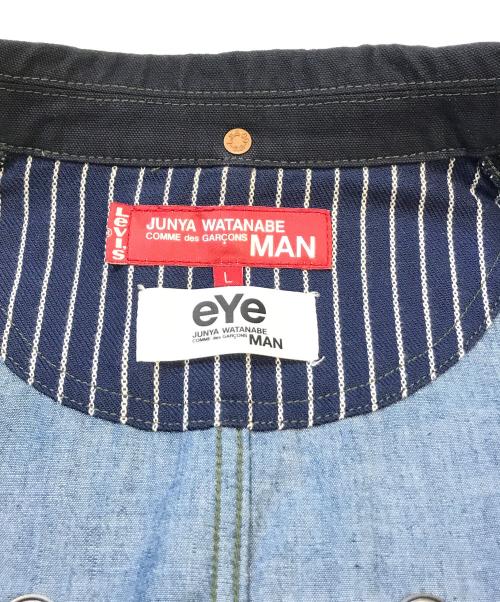 Levi's
®
JUNYA WATANABE
COMME des GARÇONS MAN
L
eYe
JUNYA WATANABE
COMME des GARÇONS MAN